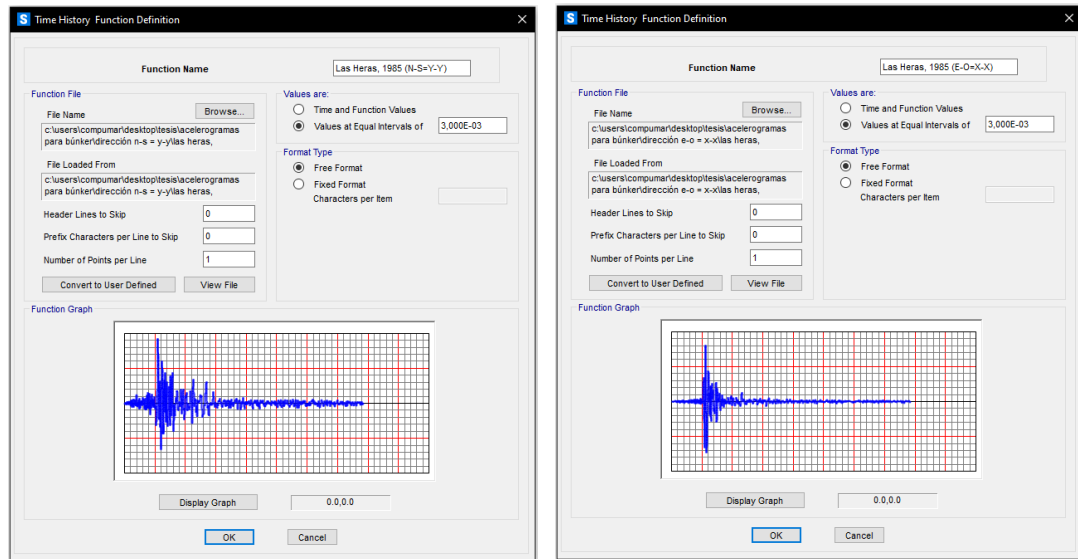 S Time History Function Definition
Function Name
Las Heras, 1985 (N-S=Y-Y)
Function File
File Name
Browse...
c:\users\compumar\desktop\tesis\acelerogramas
para búnker\dirección n-s = y-y\las heras,
File Loaded From
c:\users\compumar\desktop\tesis\acelerogramas
para búnker\dirección n-s = y-y\las heras,
Header Lines to Skip
0
Prefix Characters per Line to Skip
0
Number of Points per Line
1
Convert to User Defined
View File
Values are:
Time and Function Values
Values at Equal Intervals of
3,000E-03
Format Type
Free Format
Fixed Format
Characters per Item
Function Graph
Display Graph
0.0,0.0
OK
Cancel
S Time History Function Definition
Function Name
Las Heras, 1985 (E-O=X-X)
Function File
File Name
Browse...
c:\users\compumar\desktop\tesis\acelerogramas
para búnker\dirección e-o = x-x\las heras,
File Loaded From
c:\users\compumar\desktop\tesis\acelerogramas
para búnker\dirección e-o = x-x\las heras,
Header Lines to Skip
0
Prefix Characters per Line to Skip
0
Number of Points per Line
1
Convert to User Defined
View File
Values are:
Time and Function Values
Values at Equal Intervals of
3,000E-03
Format Type
Free Format
Fixed Format
Characters per Item
Function Graph
Display Graph
0.0,0.0
OK
Cancel